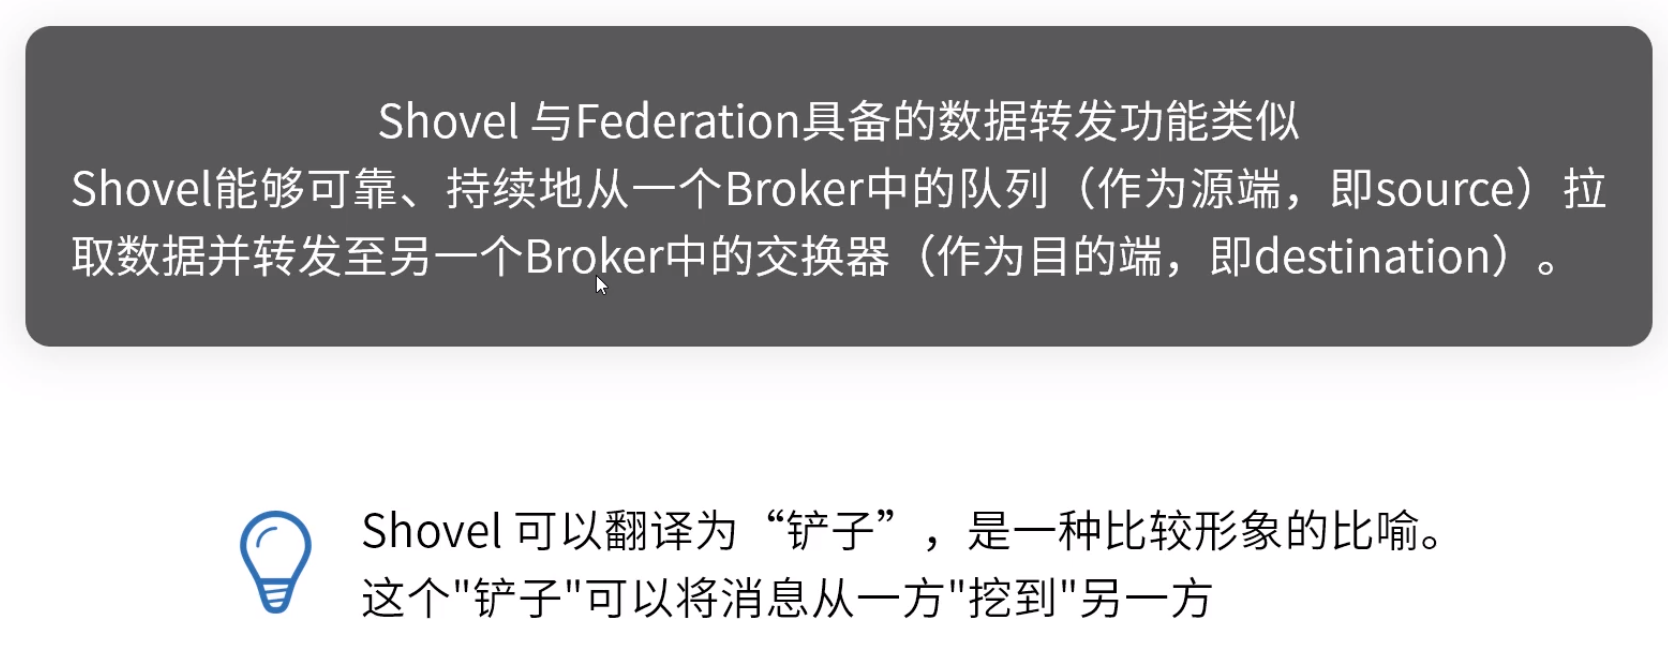 Shovel 与Federation具备的数据转发功能类似
Shovel能够可靠、持续地从一个Broker中的队列（作为源端，即source）拉
取数据并转发至另一个Broker中的交换器（作为目的端，即destination）。
Shovel 可以翻译为“铲子”，是一种比较形象的比喻。
这个"铲子"可以将消息从一方"挖到"另一方